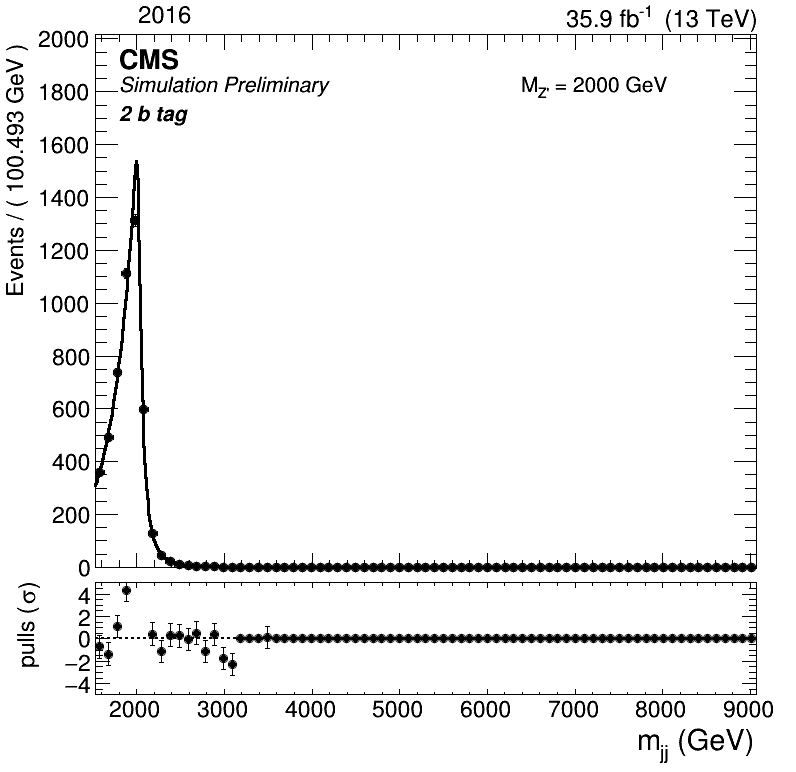 2016 35.9 fb⁻¹ (13 TeV)
CMS
Simulation Preliminary
2 b tag
M_Z' = 2000 GeV
Events / ( 100.493 GeV )
2000
1800
1600
1400
1200
1000
800
600
400
200
0
pulls (σ)
4
2
0
−2
−4
2000 3000 4000 5000 6000 7000 8000 9000
m_jj (GeV)